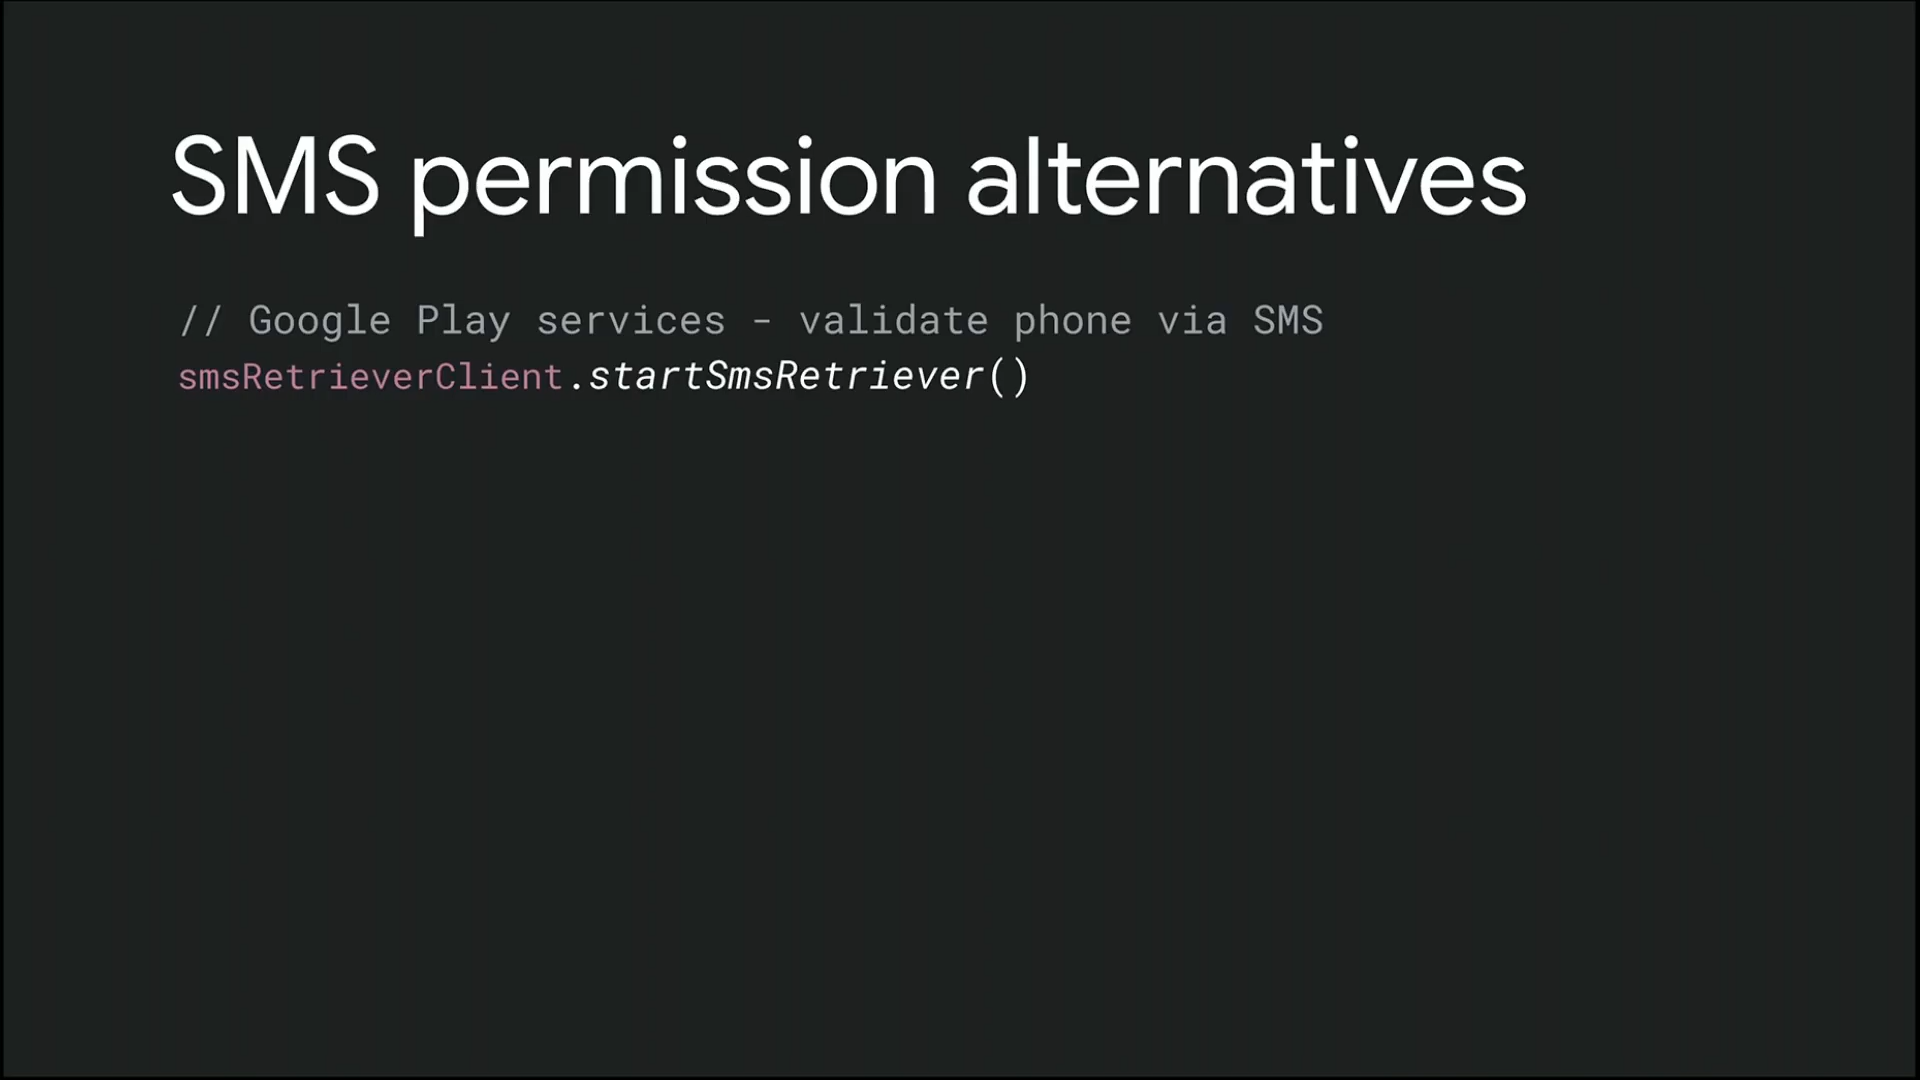 SMS permission alternatives
// Google Play services - validate phone via SMS
smsRetrieverClient.startSmsRetriever()